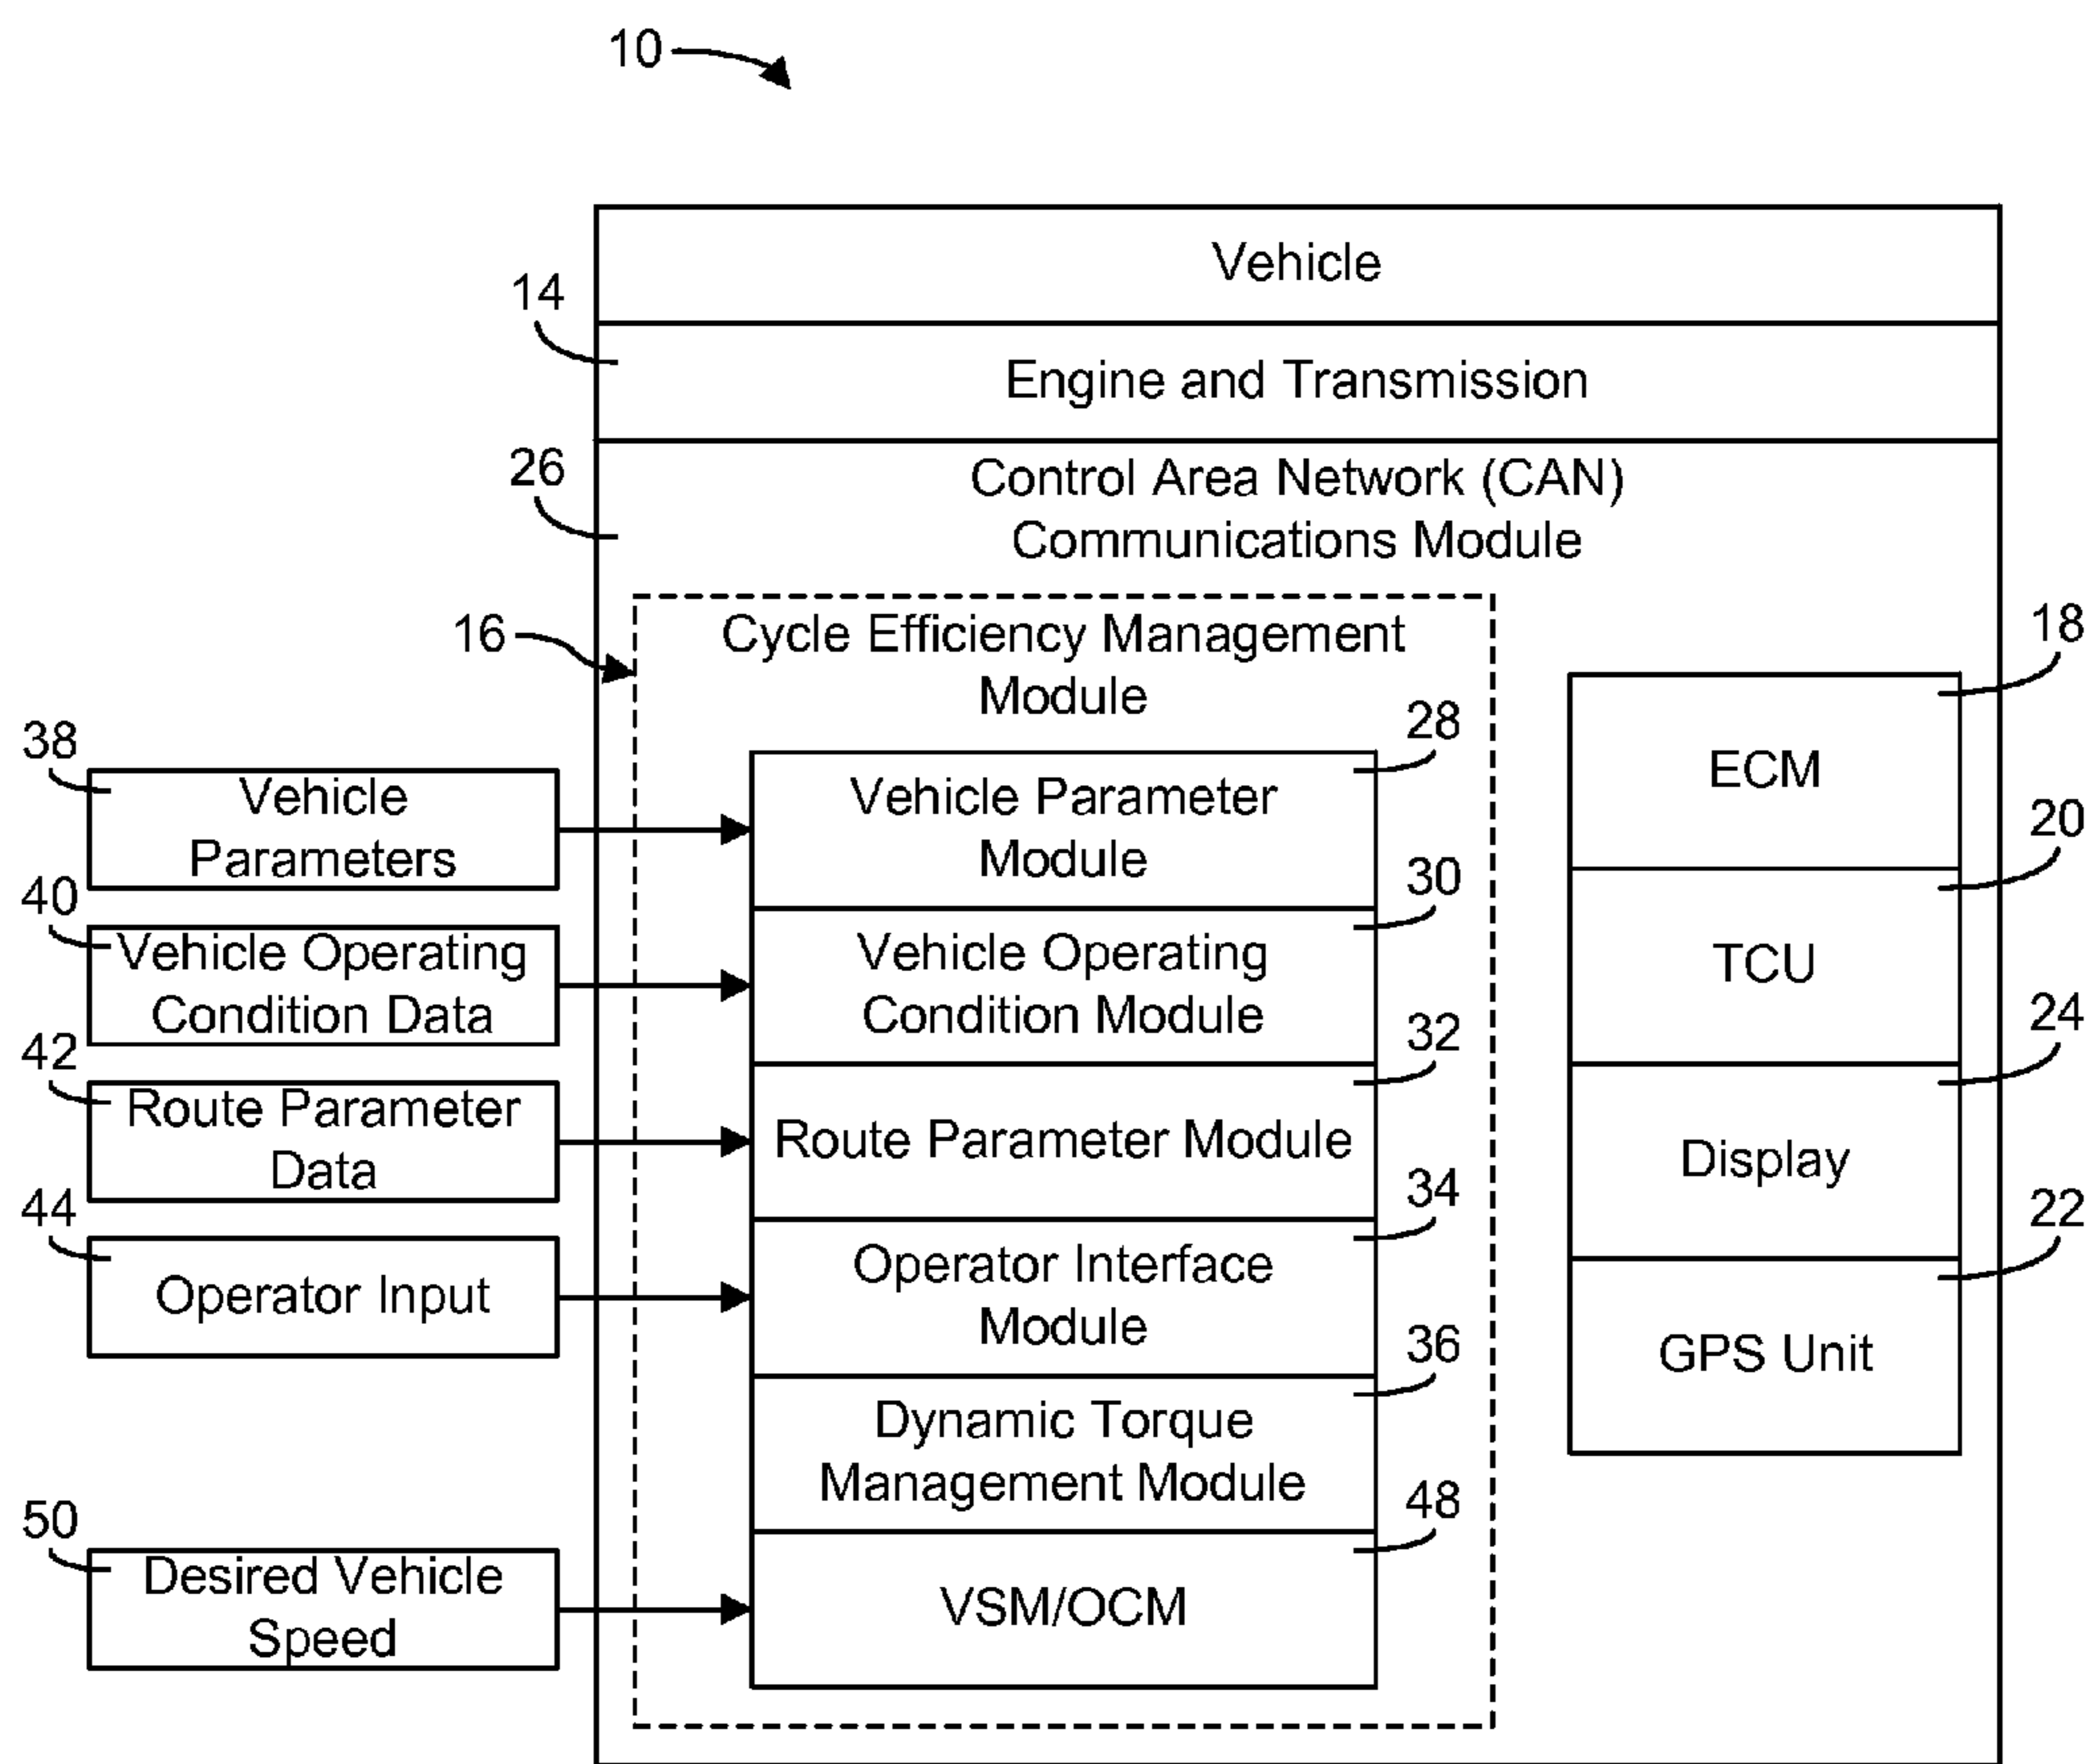 10
Vehicle
14
Engine and Transmission
26
Control Area Network (CAN)
Communications Module
16
Cycle Efficiency Management
Module
18
ECM
20
TCU
24
Display
22
GPS Unit
38
Vehicle
Parameters
28
Vehicle Parameter
Module
40
Vehicle Operating
Condition Data
30
Vehicle Operating
Condition Module
42
Route Parameter
Data
32
Route Parameter Module
44
Operator Input
34
Operator Interface
Module
36
Dynamic Torque
Management Module
50
Desired Vehicle
Speed
48
VSM/OCM